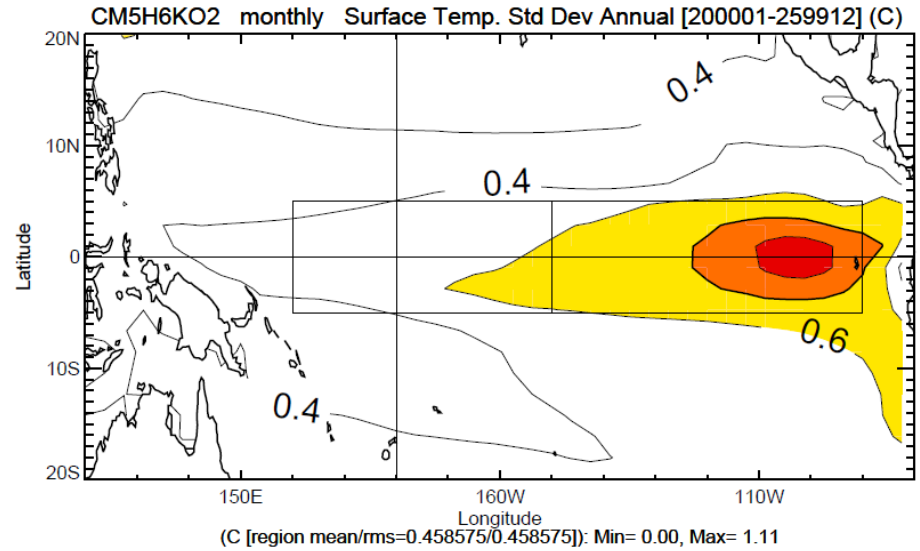 CM5H6KO2 monthly Surface Temp. Std Dev Annual [200001-259912] (C)
20N
0.4
10N
0.4
Latitude
0
0.6
10S
0.4
20S
150E 160W 110W
Longitude
(C [region mean/rms=0.458575/0.458575]): Min= 0.00, Max= 1.11